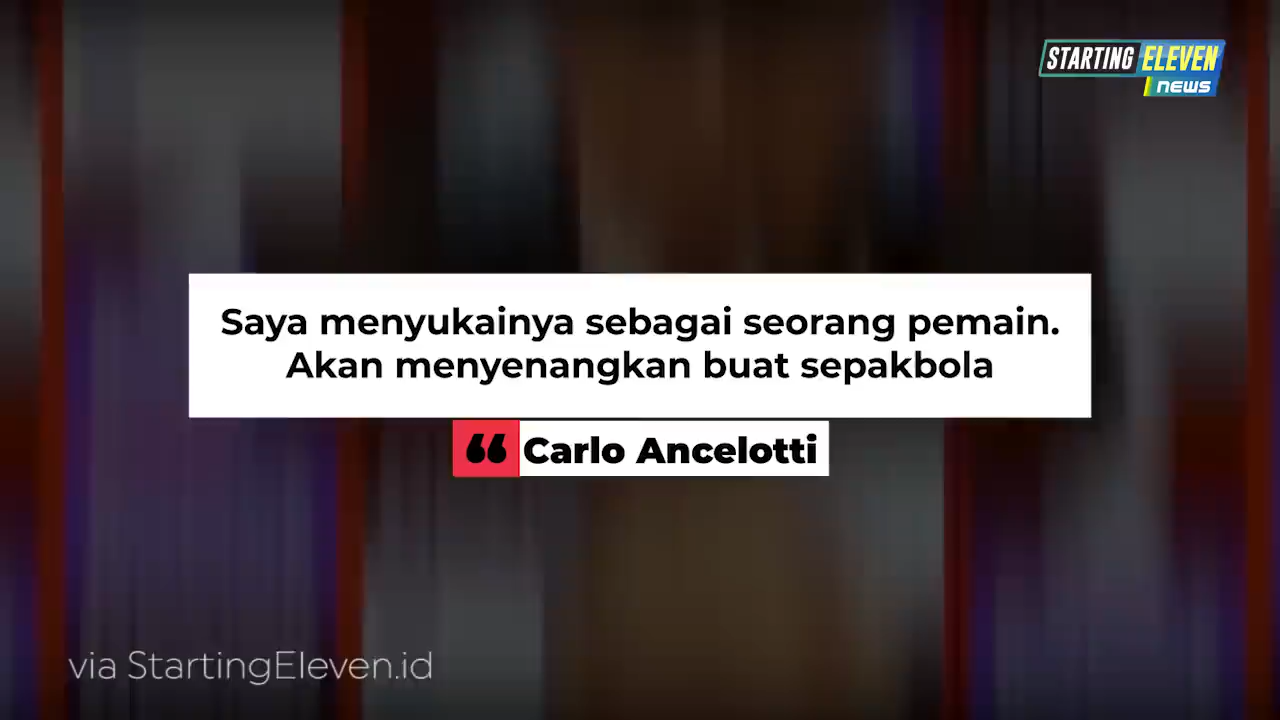 STARTING ELEVEN
news
Saya menyukainya sebagai seorang pemain.
Akan menyenangkan buat sepakbola
“ Carlo Ancelotti
via StartingEleven.id